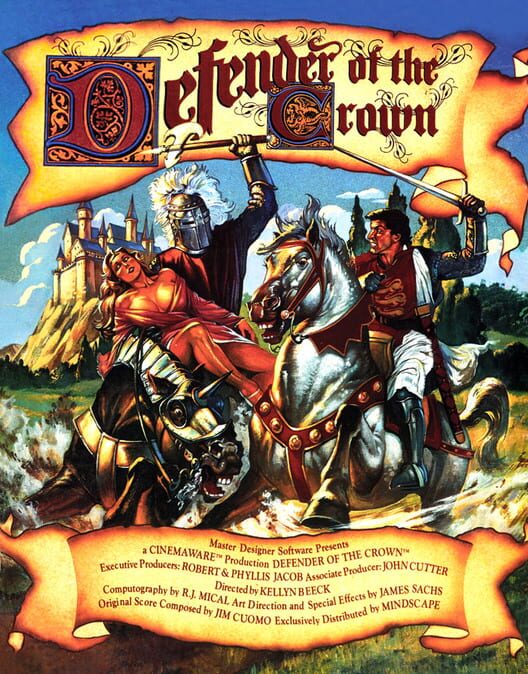 Defender of the
Crown
Master Designer Software Presents
a CINEMAWARE™ Production DEFENDER OF THE CROWN™
Executive Producers: ROBERT & PHYLLIS JACOB Associate Producer: JOHN CUTTER
Directed by KELLYN BEECK
Computography by R.J. MICAL Art Direction and Special Effects by JAMES SACHS
Original Score Composed by JIM CUOMO Exclusively Distributed by MINDSCAPE